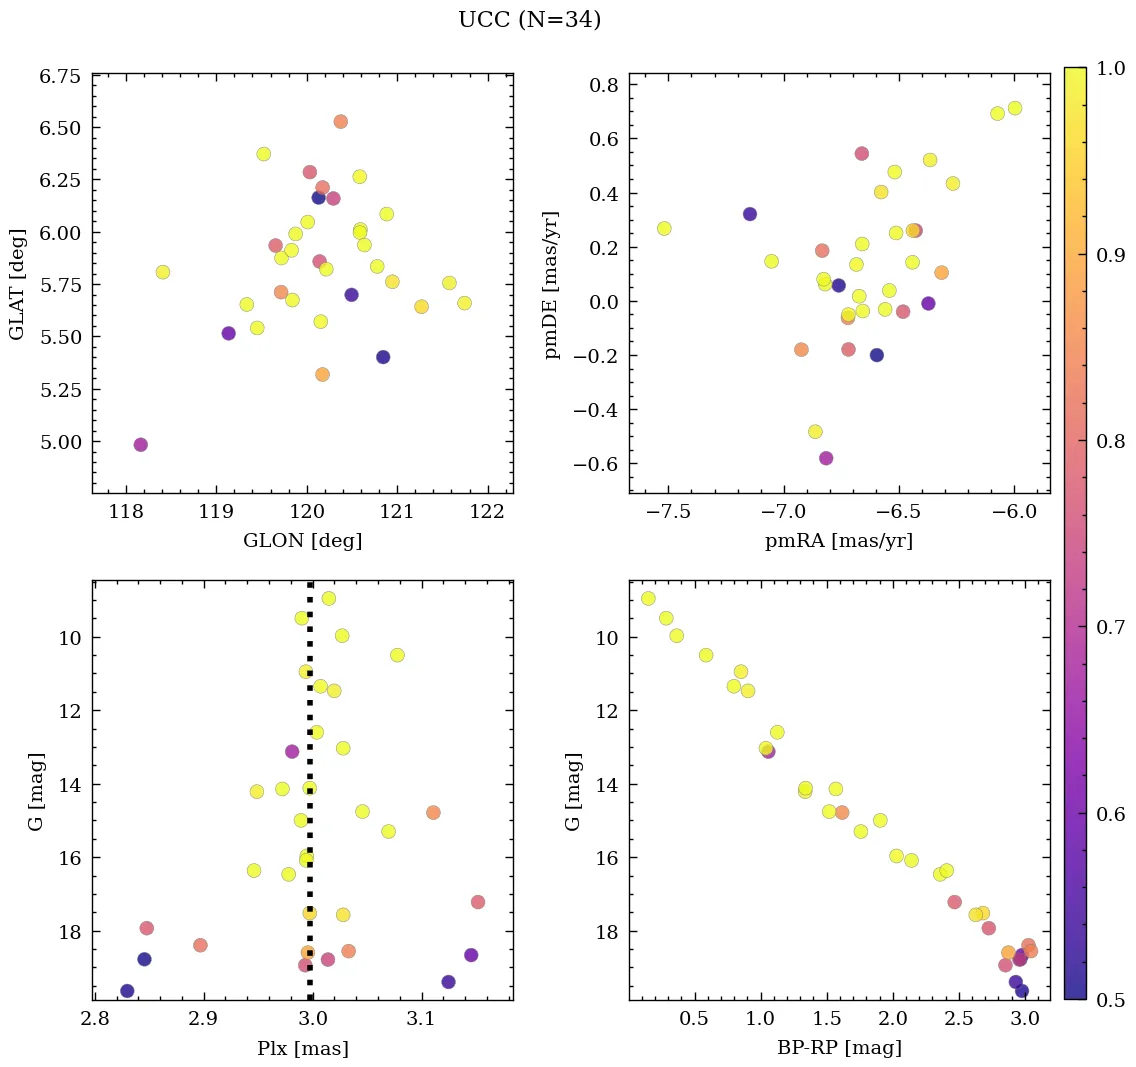 UCC (N=34)
6.75
6.50
6.25
6.00
5.75
5.50
5.25
5.00
GLAT [deg]
118 119 120 121 122
GLON [deg]
0.8
0.6
0.4
0.2
0.0
−0.2
−0.4
−0.6
pmDE [mas/yr]
−7.5 −7.0 −6.5 −6.0
pmRA [mas/yr]
10
12
14
16
18
G [mag]
2.8 2.9 3.0 3.1
Plx [mas]
10
12
14
16
18
G [mag]
0.5 1.0 1.5 2.0 2.5 3.0
BP-RP [mag]
1.0
0.9
0.8
0.7
0.6
0.5